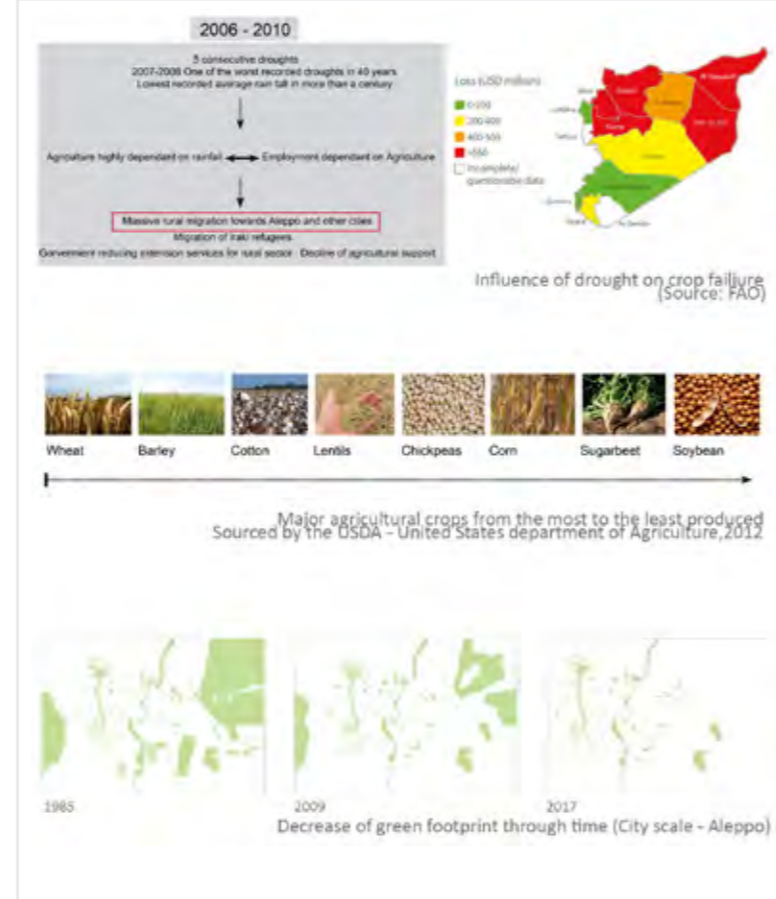 2006 - 2010
3 consecutive droughts
2007-2008 One of the worst recorded droughts in 40 years
Lowest recorded average rain fall in more than a century
Agriculture highly dependant on rainfall Employment dependant on Agriculture
Massive rural migration towards Aleppo and other cities
Migration of Iraki refugees
Government reducing extension services for rural sector Decline of agricultural support
Loss (USD million)
0-200
200-400
400-500
Incomplete/
questionable data
Influence of drought on crop failiure
(Source: FAO)
Wheat Barley Cotton Lentils Chickpeas Corn Sugarbeet Soybean
Major agricultural crops from the most to the least produced
Sourced by the USDA - United States department of Agriculture,2012
1985 2009 2017
Decrease of green footprint through time (City scale - Aleppo)